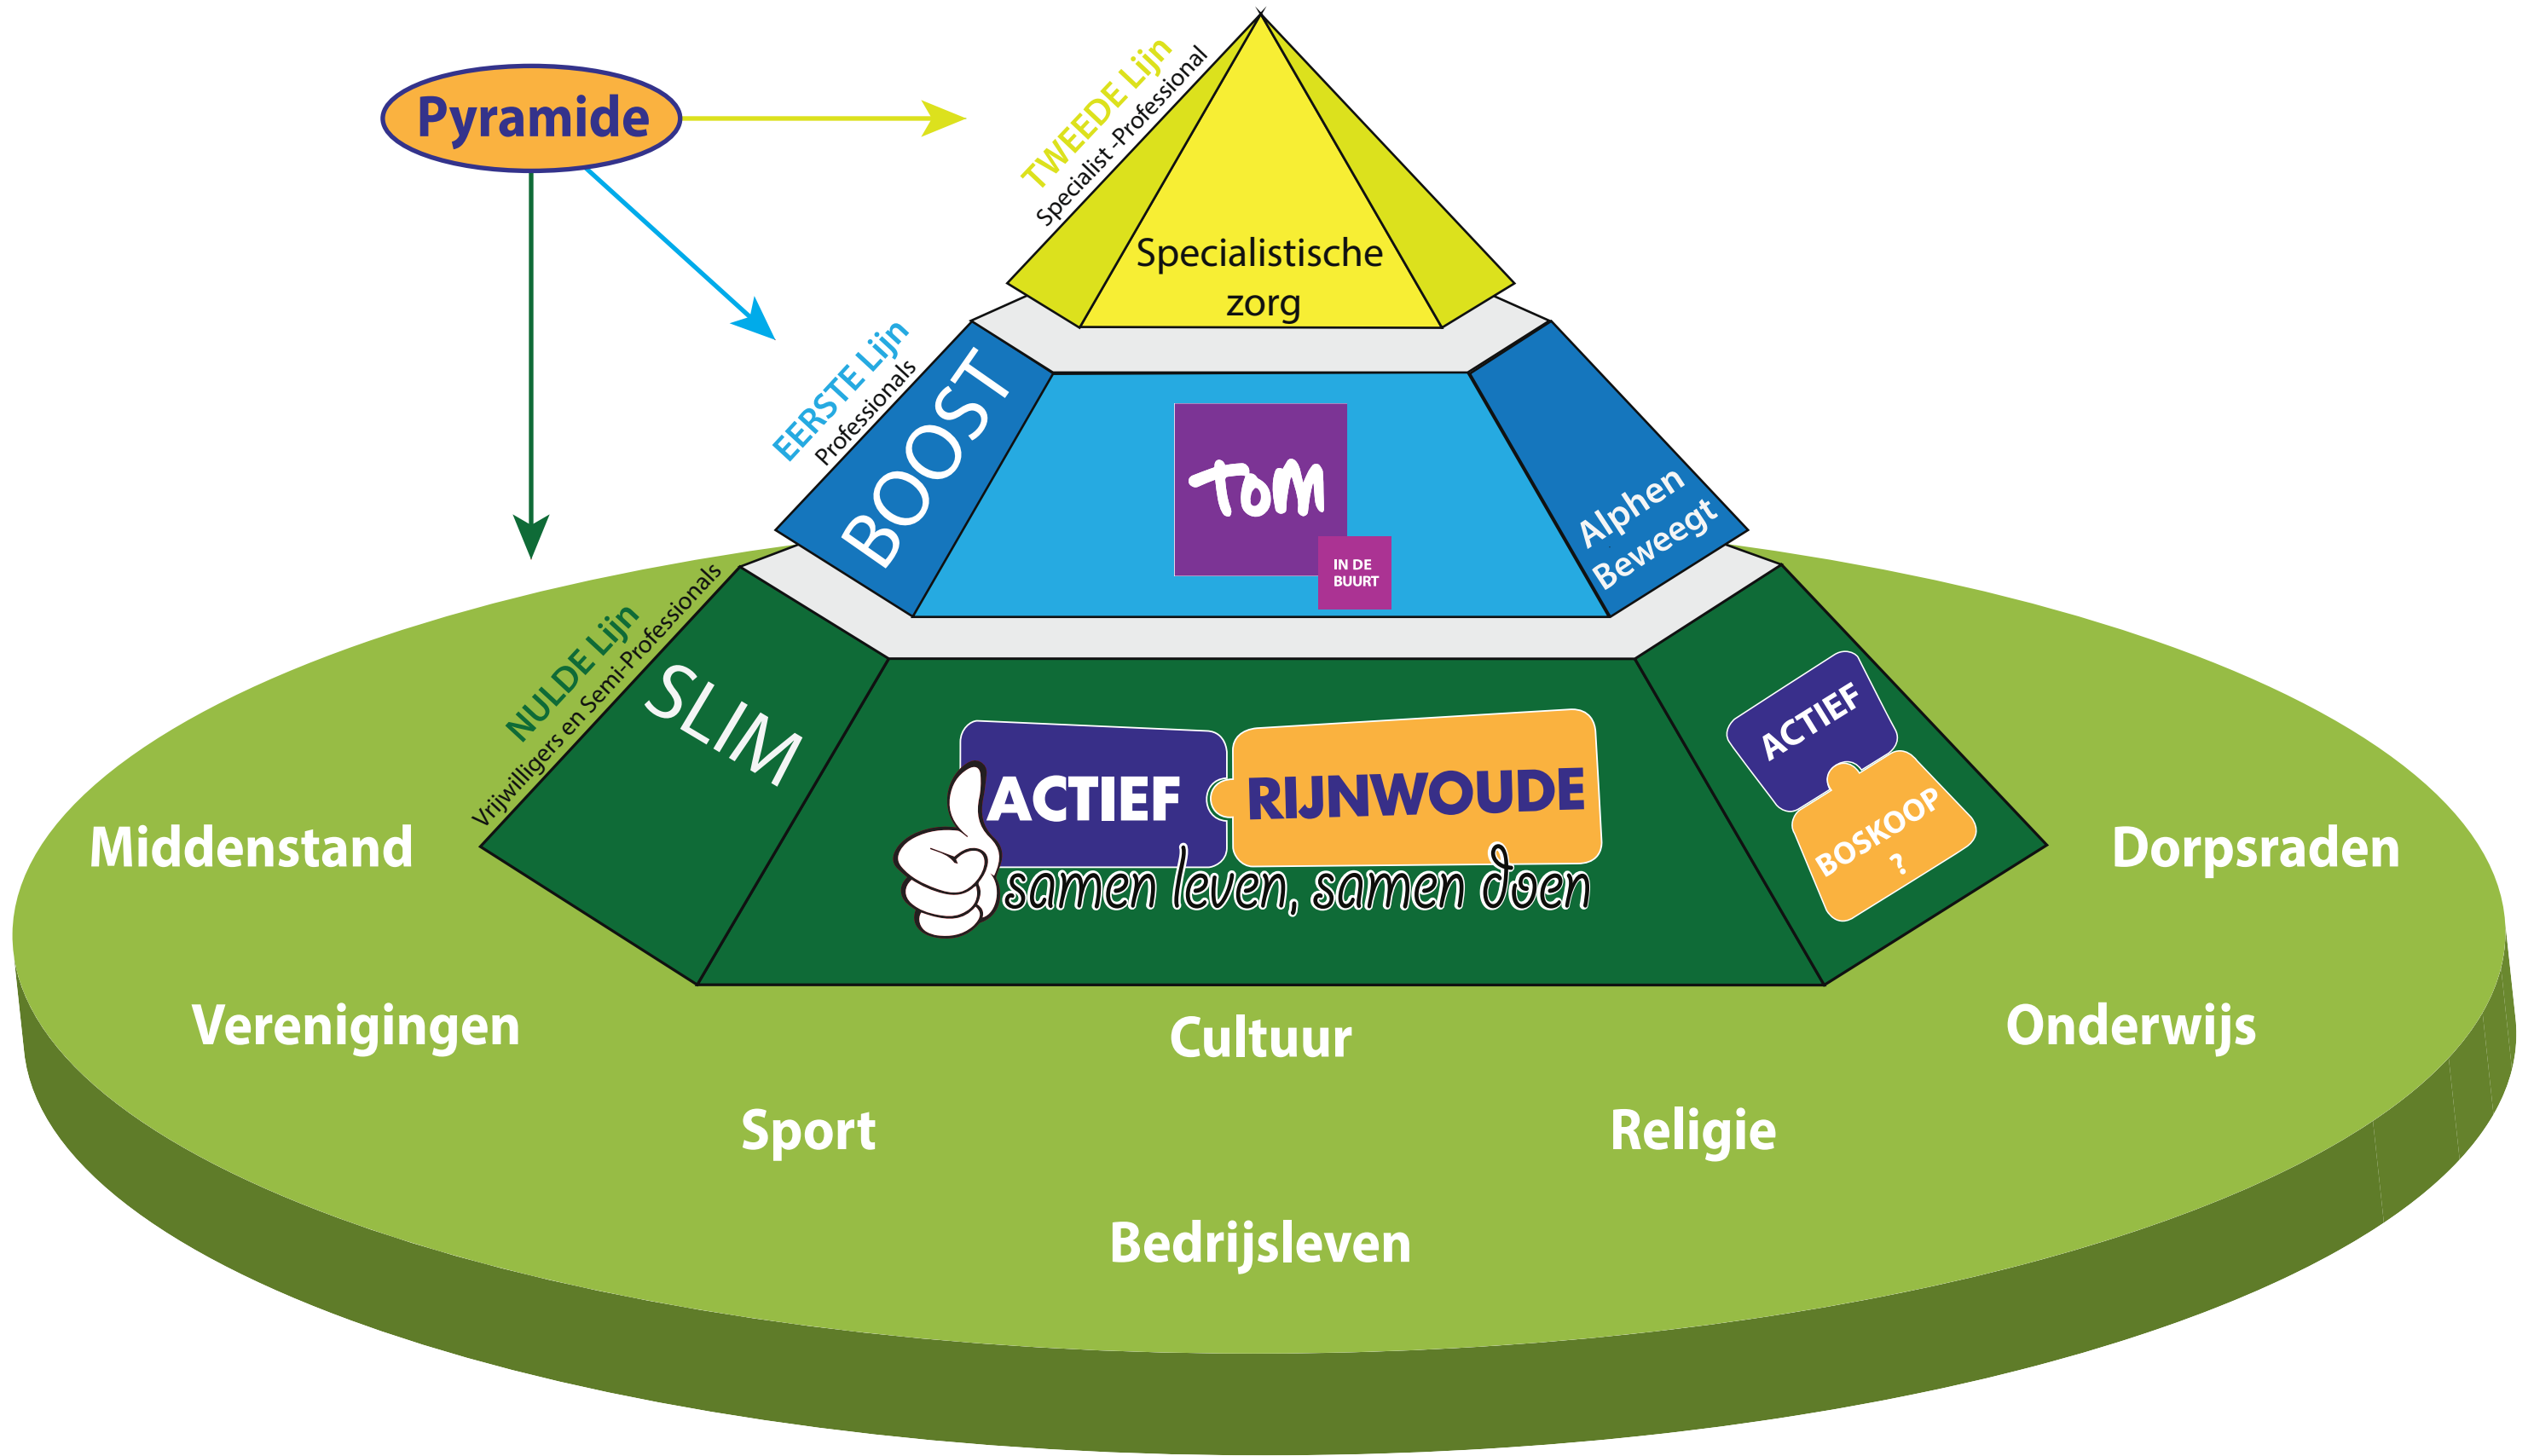 Pyramide
TWEEDE Lijn
Specialist -Professional
Specialistische
zorg
EERSTE Lijn
Professionals
BOOST
TOM
IN DE
BUURT
Alphen
Beweegt
NULDE Lijn
Vrijwilligers en Semi-Professionals
SLIM
ACTIEF
RIJNWOUDE
samen leven, samen doen
ACTIEF
BOSKOOP
?
Middenstand
Dorpsraden
Verenigingen
Cultuur
Onderwijs
Sport
Religie
Bedrijsleven